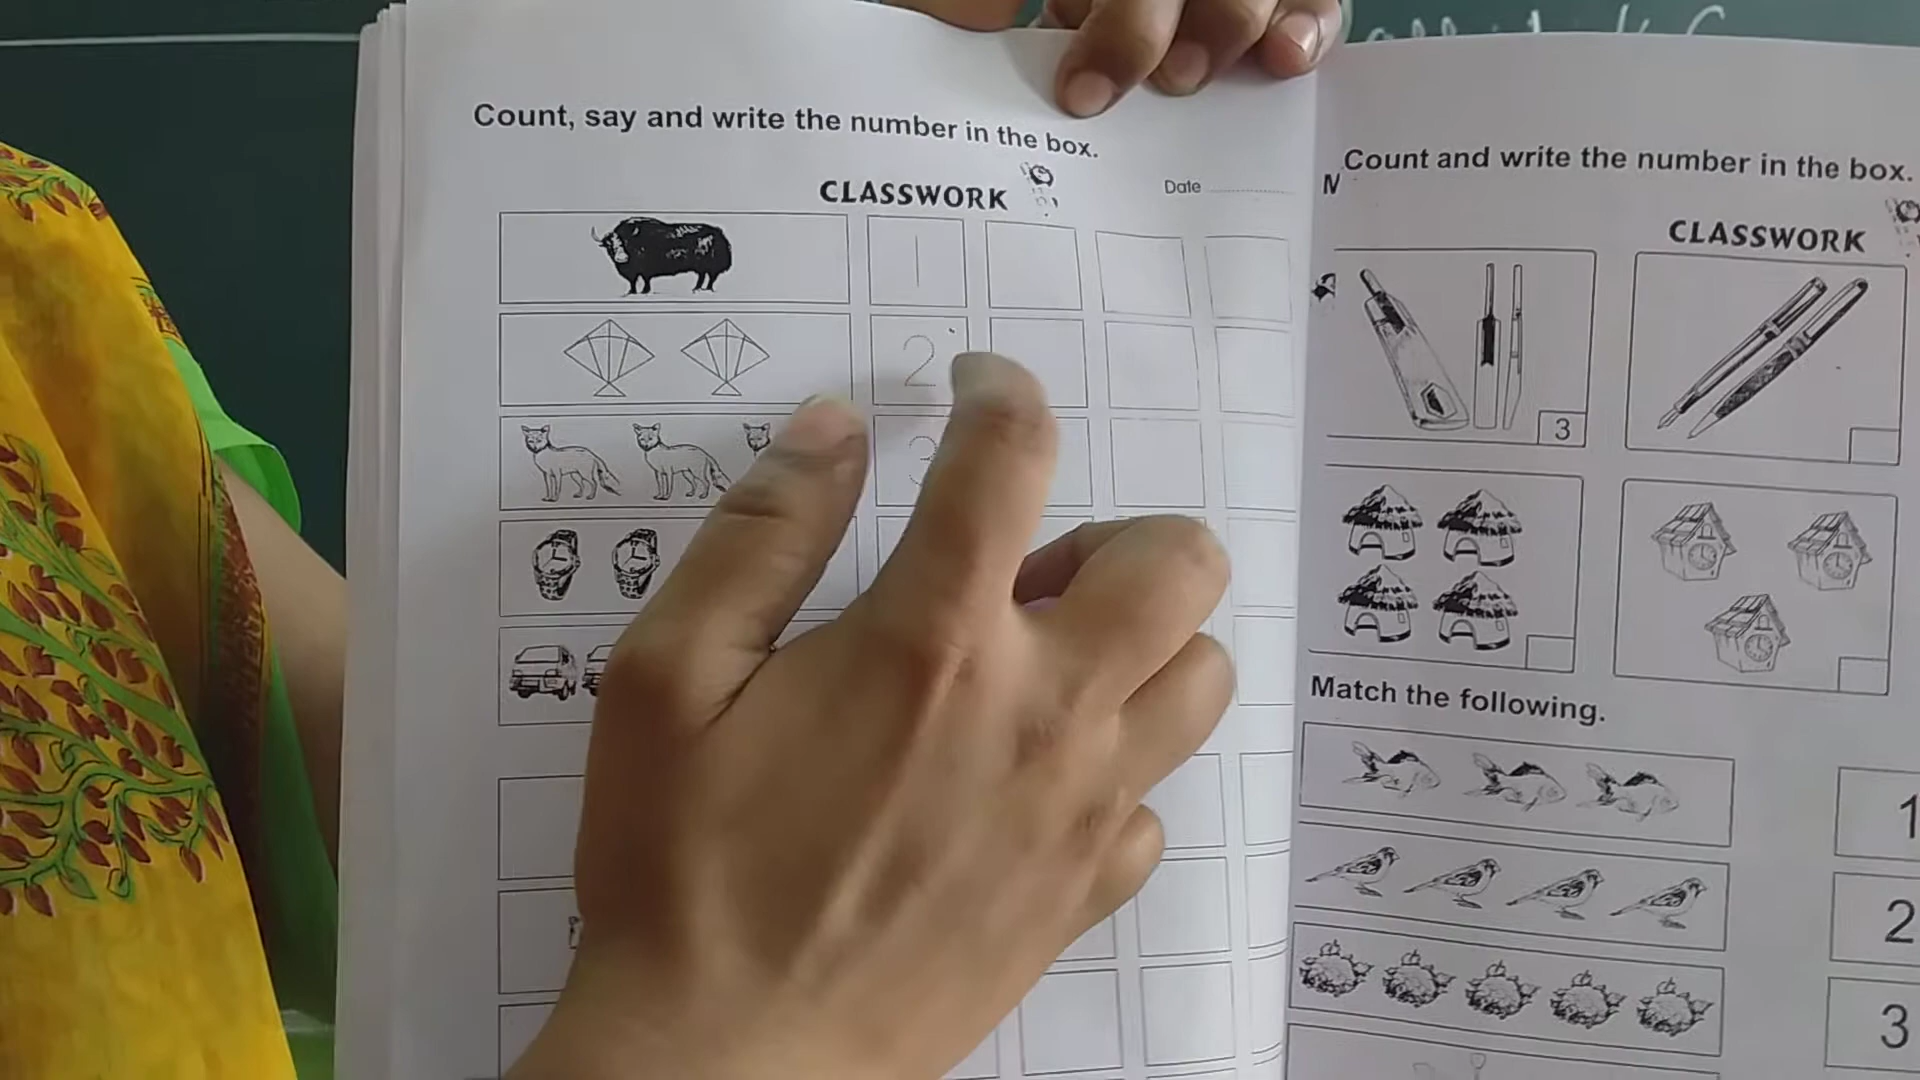 Count, say and write the number in the box.
CLASSWORK
Date
1
2
3
Count and write the number in the box.
CLASSWORK
3
Match the following.
1
2
3